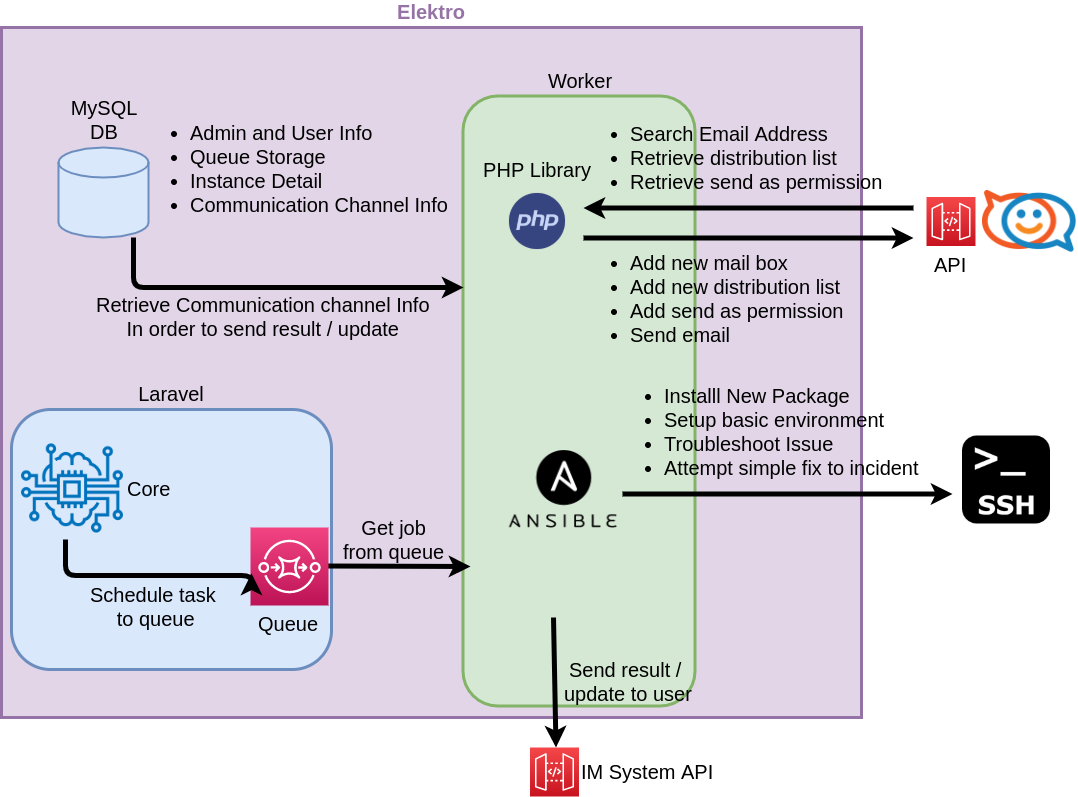 Elektro
Worker
MySQL
DB
• Admin and User Info
• Queue Storage
• Instance Detail
• Communication Channel Info
Retrieve Communication channel Info
In order to send result / update
PHP Library
php
• Search Email Address
• Retrieve distribution list
• Retrieve send as permission
• Add new mail box
• Add new distribution list
• Add send as permission
• Send email
API
Laravel
Core
Schedule task
to queue
Queue
Get job
from queue
• Installl New Package
• Setup basic environment
• Troubleshoot Issue
• Attempt simple fix to incident
ANSIBLE
>_
SSH
Send result /
update to user
IM System API